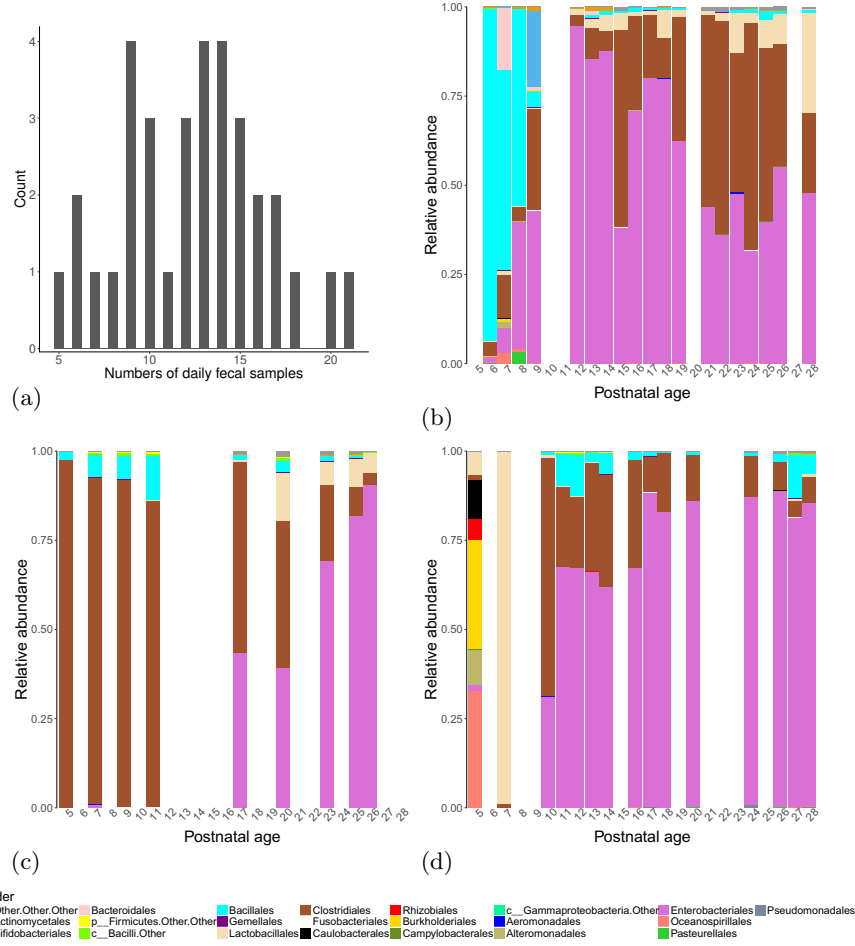 4
3
2
1
0
Count
5 10 15 20
Numbers of daily fecal samples
(a)
1.00
0.75
0.50
0.25
0.00
Relative abundance
5 6 7 8 9 10 11 12 13 14 15 16 17 18 19 20 21 22 23 24 25 26 27 28
Postnatal age
(b)
1.00
0.75
0.50
0.25
0.00
Relative abundance
5 6 7 8 9 10 11 12 13 14 15 16 17 18 19 20 21 22 23 24 25 26 27 28
Postnatal age
(c)
1.00
0.75
0.50
0.25
0.00
Relative abundance
5 6 7 8 9 10 11 12 13 14 15 16 17 18 19 20 21 22 23 24 25 26 27 28
Postnatal age
(d)
der
Other.Other.Other Bacteroidales Bacillales Clostridiales Rhizobiales c__Gammaproteobacteria.Other Enterobacteriales Pseudomonadales
ctinomycetales p__Firmicutes.Other.Other Gemellales Fusobacteriales Burkholderiales Aeromonadales Oceanospirillales
ifidobacteriales c__Bacilli.Other Lactobacillales Caulobacterales Campylobacterales Alteromonadales Pasteurellales